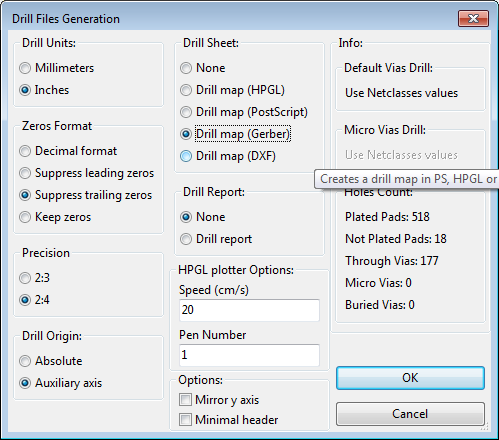 Drill Files Generation
Drill Units:
Millimeters
Inches
Zeros Format
Decimal format
Suppress leading zeros
Suppress trailing zeros
Keep zeros
Precision
2:3
2:4
Drill Origin:
Absolute
Auxiliary axis
Drill Sheet:
None
Drill map (HPGL)
Drill map (PostScript)
Drill map (Gerber)
Drill map (DXF)
Drill Report:
None
Drill report
HPGL plotter Options:
Speed (cm/s)
20
Pen Number
1
Options:
Mirror y axis
Minimal header
Info:
Default Vias Drill:
Use Netclasses values
Micro Vias Drill:
Use Netclasses values
Creates a drill map in PS, HPGL or
Holes Count:
Plated Pads: 518
Not Plated Pads: 18
Through Vias: 177
Micro Vias: 0
Buried Vias: 0
OK
Cancel